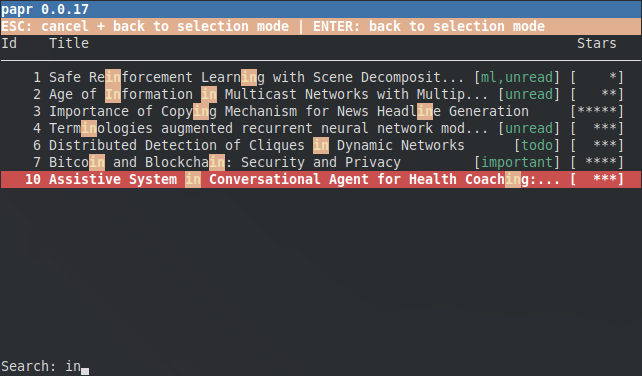 papr 0.0.17
ESC: cancel + back to selection mode | ENTER: back to selection mode
Id    Title    Stars
1 Safe Reinforcement Learning with Scene Decomposit... [ml,unread] [    *]
2 Age of Information in Multicast Networks with Multip... [unread] [   **]
3 Importance of Copying Mechanism for News Headline Generation     [*****]
4 Terminologies augmented recurrent neural network mod... [unread] [  ***]
6 Distributed Detection of Cliques in Dynamic Networks      [todo] [  ***]
7 Bitcoin and Blockchain: Security and Privacy         [important] [ ****]
10 Assistive System in Conversational Agent for Health Coaching:... [  ***]
Search: in